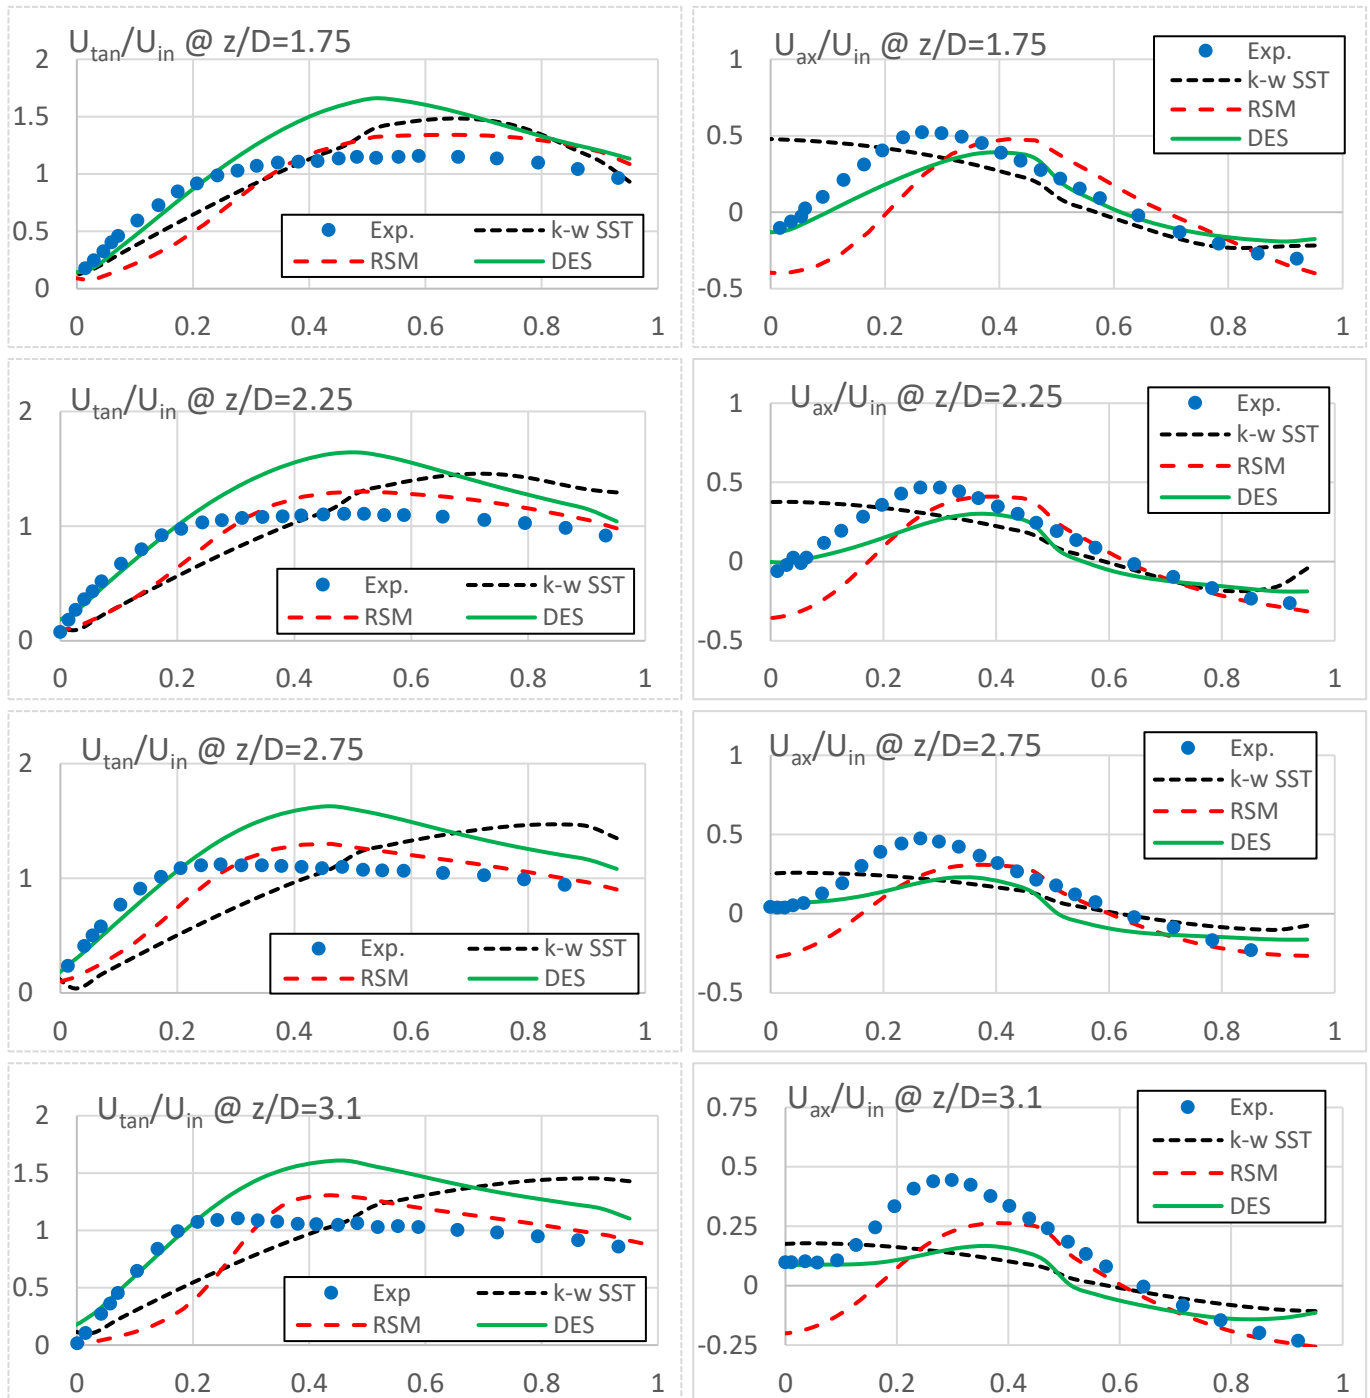 U_tan/U_in @ z/D=1.75
2
1.5
1
0.5
0
Exp.
k-w SST
RSM
DES
0 0.2 0.4 0.6 0.8 1
U_ax/U_in @ z/D=1.75
1
0.5
0
-0.5
Exp.
k-w SST
RSM
DES
0 0.2 0.4 0.6 0.8 1
U_tan/U_in @ z/D=2.25
2
1
0
Exp.
k-w SST
RSM
DES
0 0.2 0.4 0.6 0.8 1
U_ax/U_in @ z/D=2.25
1
0.5
0
-0.5
Exp.
k-w SST
RSM
DES
0 0.2 0.4 0.6 0.8 1
U_tan/U_in @ z/D=2.75
2
1
0
Exp.
k-w SST
RSM
DES
0 0.2 0.4 0.6 0.8 1
U_ax/U_in @ z/D=2.75
1
0.5
0
-0.5
Exp.
k-w SST
RSM
DES
0 0.2 0.4 0.6 0.8 1
U_tan/U_in @ z/D=3.1
2
1.5
1
0.5
0
Exp
k-w SST
RSM
DES
0 0.2 0.4 0.6 0.8 1
U_ax/U_in @ z/D=3.1
0.75
0.5
0.25
0
-0.25
Exp.
k-w SST
RSM
DES
0 0.2 0.4 0.6 0.8 1